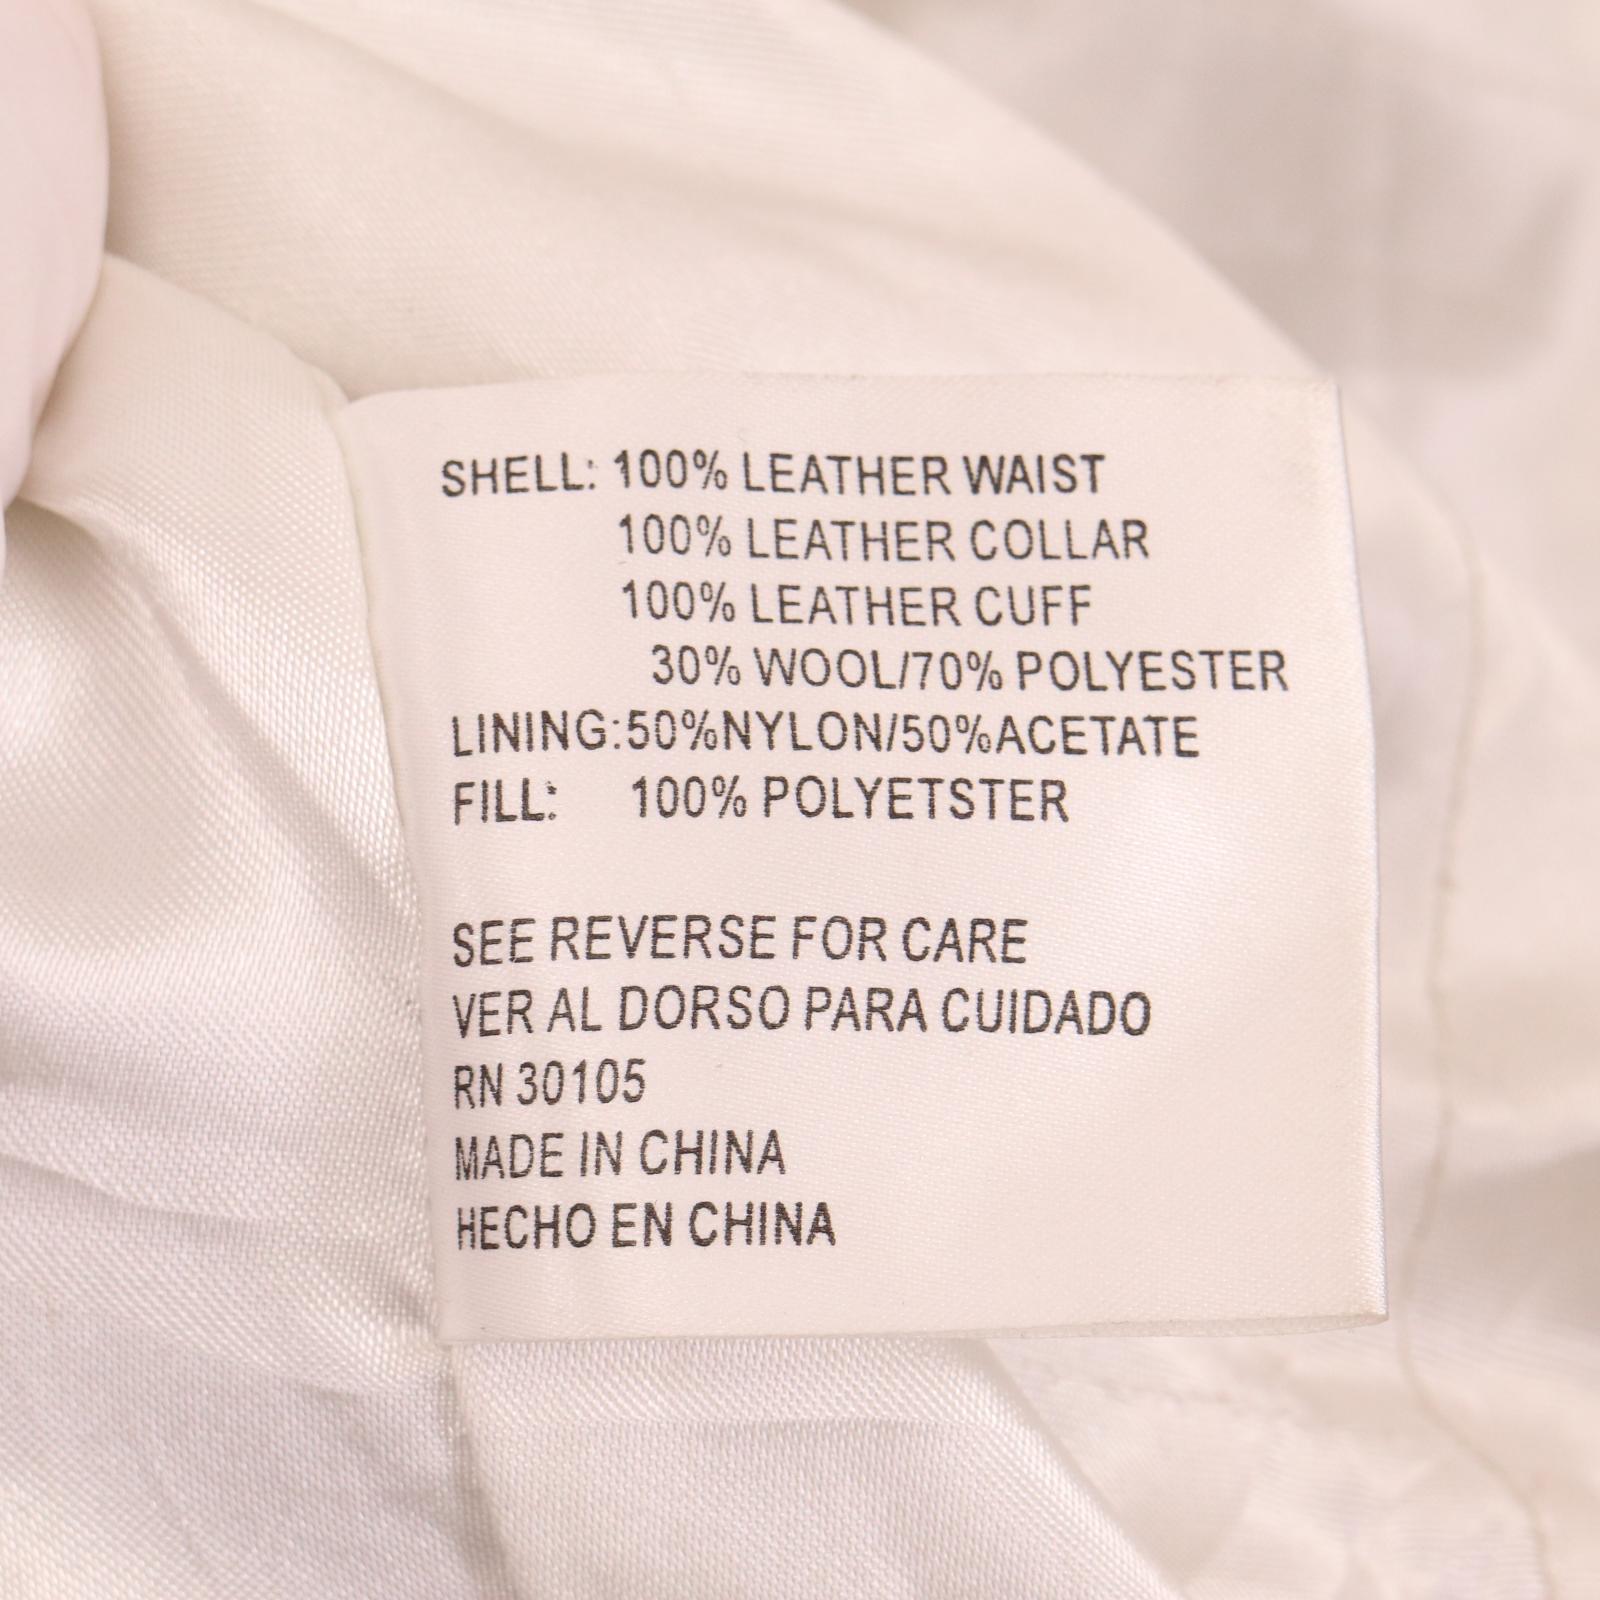 SHELL: 100% LEATHER WAIST
100% LEATHER COLLAR
100% LEATHER CUFF
30% WOOL/70% POLYESTER
LINING:50%NYLON/50%ACETATE
FILL: 100% POLYETSTER
SEE REVERSE FOR CARE
VER AL DORSO PARA CUIDADO
RN 30105
MADE IN CHINA
HECHO EN CHINA